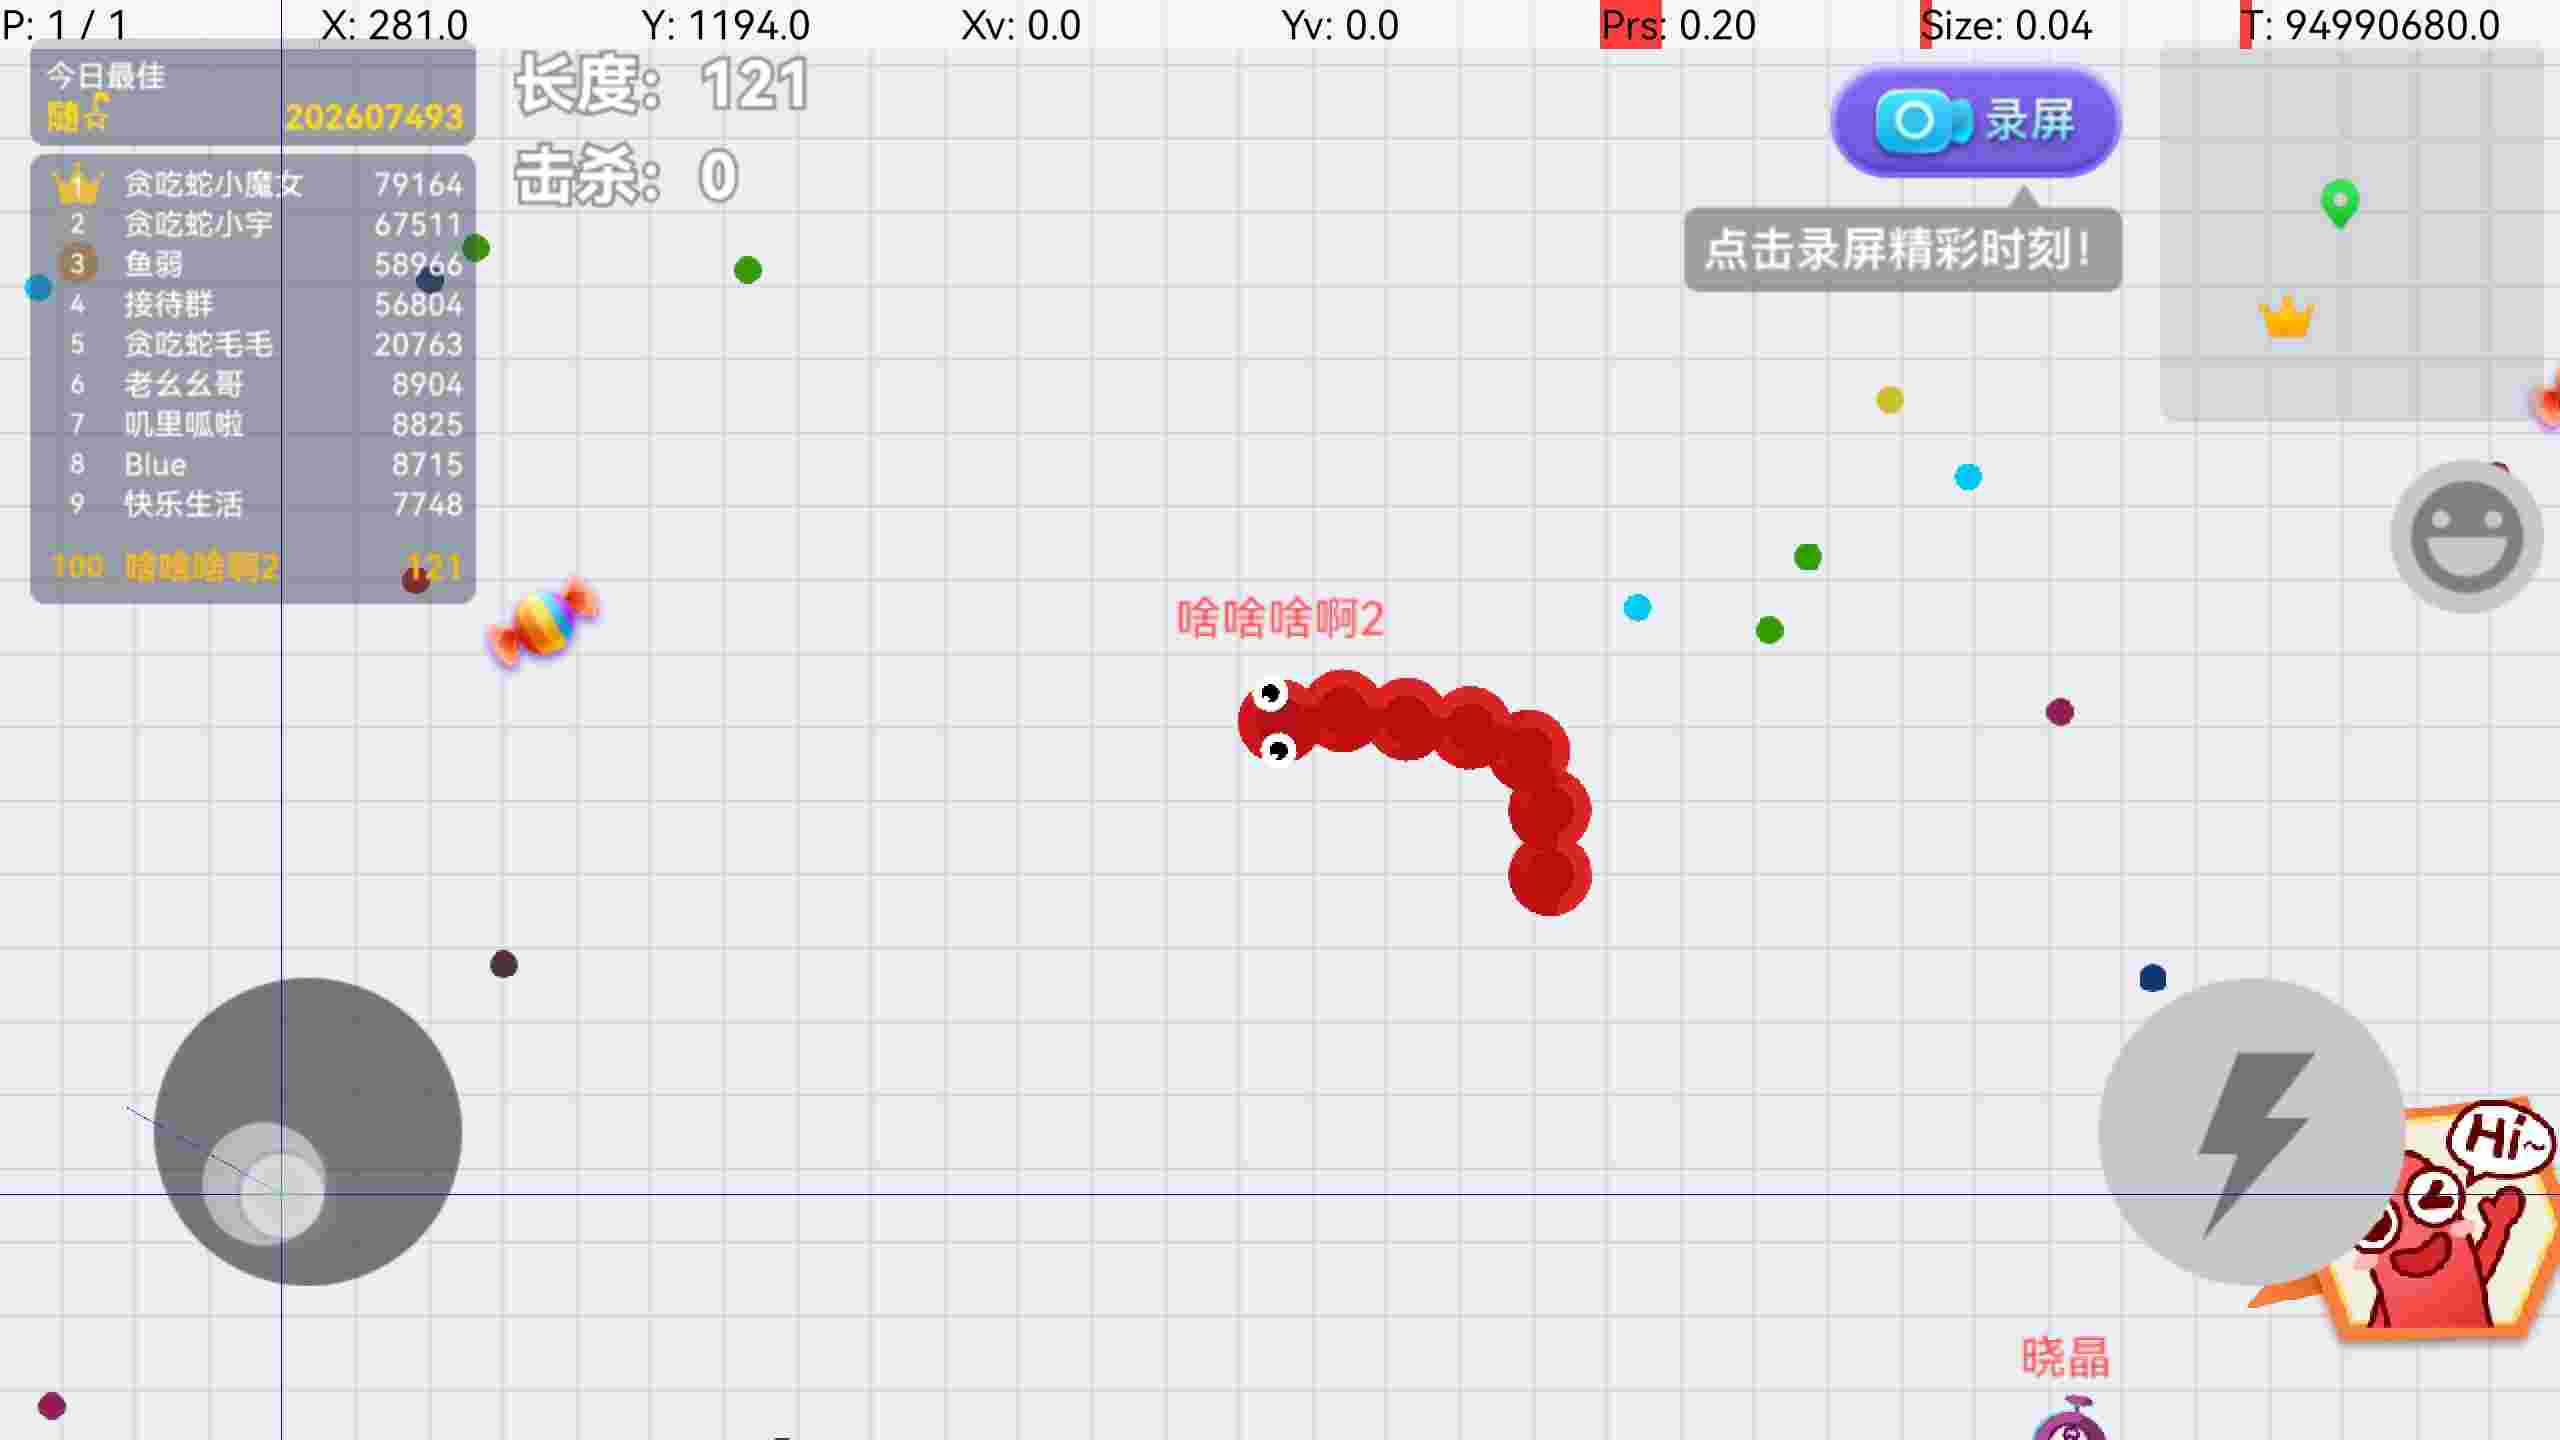 P: 1 / 1 X: 281.0 Y: 1194.0 Xv: 0.0 Yv: 0.0 Prs: 0.20 Size: 0.04 T: 94990680.0
今日最佳
随☆ 202607493
长度：121
击杀：0
1 贪吃蛇小魔女 79164
2 贪吃蛇小宇 67511
3 鱼弱 58966
4 接待群 56804
5 贪吃蛇毛毛 20763
6 老幺幺哥 8904
7 叽里呱啦 8825
8 Blue 8715
9 快乐生活 7748
100 啥啥啥啊2 121
录屏
点击录屏精彩时刻！
啥啥啥啊2
Hi~
晓晶